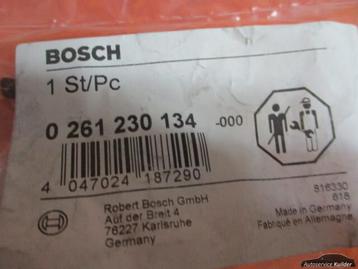 BOSCH
1 St/Pc
0 261 230 134 -000
4 047024 187290
Robert Bosch GmbH
Auf der Breit 4
76227 Karlsruhe
Germany
816330
618
Made in Germany
Fabriqué en Allemagne
Autoservice Kuilder